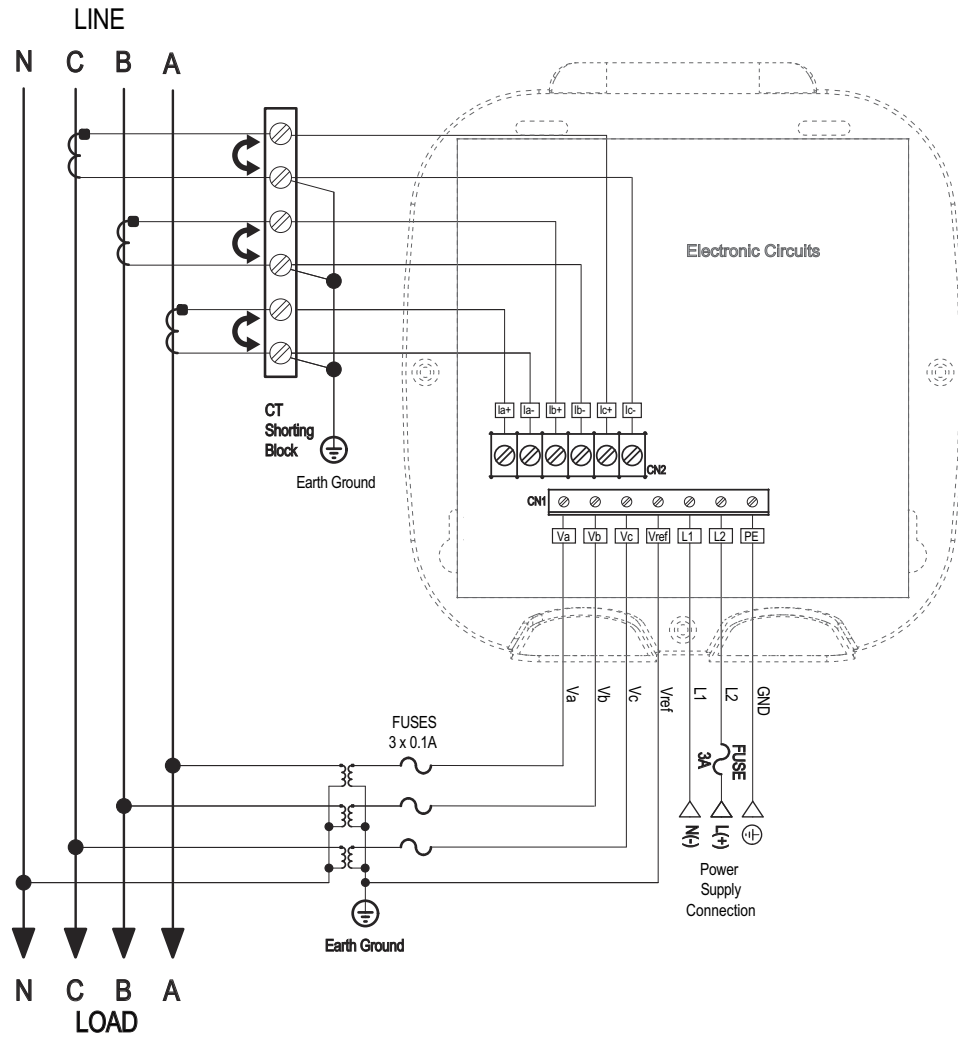 LINE
N C B A
Electronic Circuits
Ia+ Ia- Ib+ Ib- Ic+ Ic-
CT
Shorting
Block
Earth Ground
CN2
CN1
Va Vb Vc Vref L1 L2 PE
Va Vb Vc Vref L1 L2 GND
FUSES
3 x 0.1A
FUSE
3A
N(-) L(+)
Power
Supply
Connection
Earth Ground
N C B A
LOAD